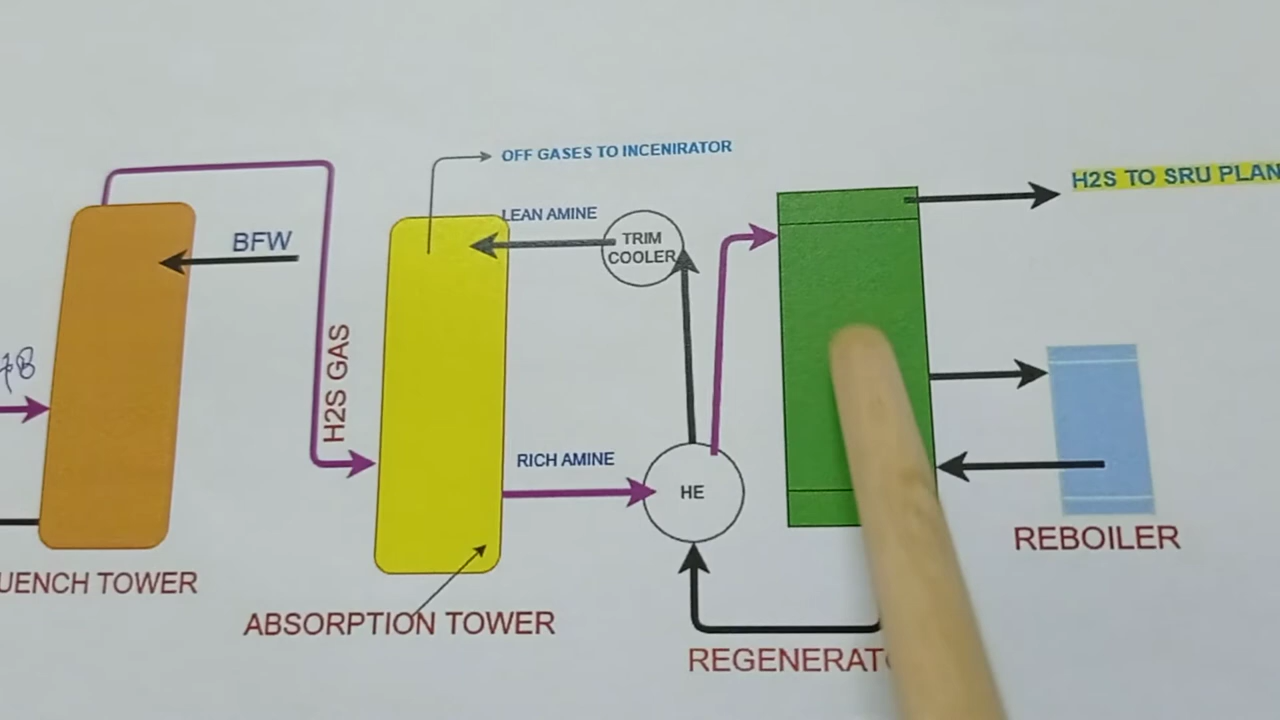 OFF GASES TO INCENIRATOR
H2S TO SRU PLAN
LEAN AMINE
TRIM
COOLER
BFW
H2S GAS
RICH AMINE
HE
REBOILER
UENCH TOWER
ABSORPTION TOWER
REGENERAT